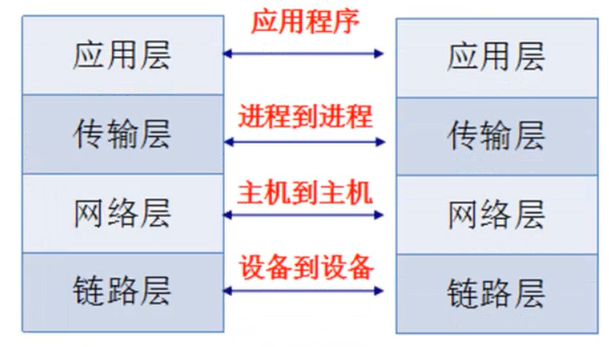 应用层 应用程序 应用层
传输层 进程到进程 传输层
网络层 主机到主机 网络层
链路层 设备到设备 链路层